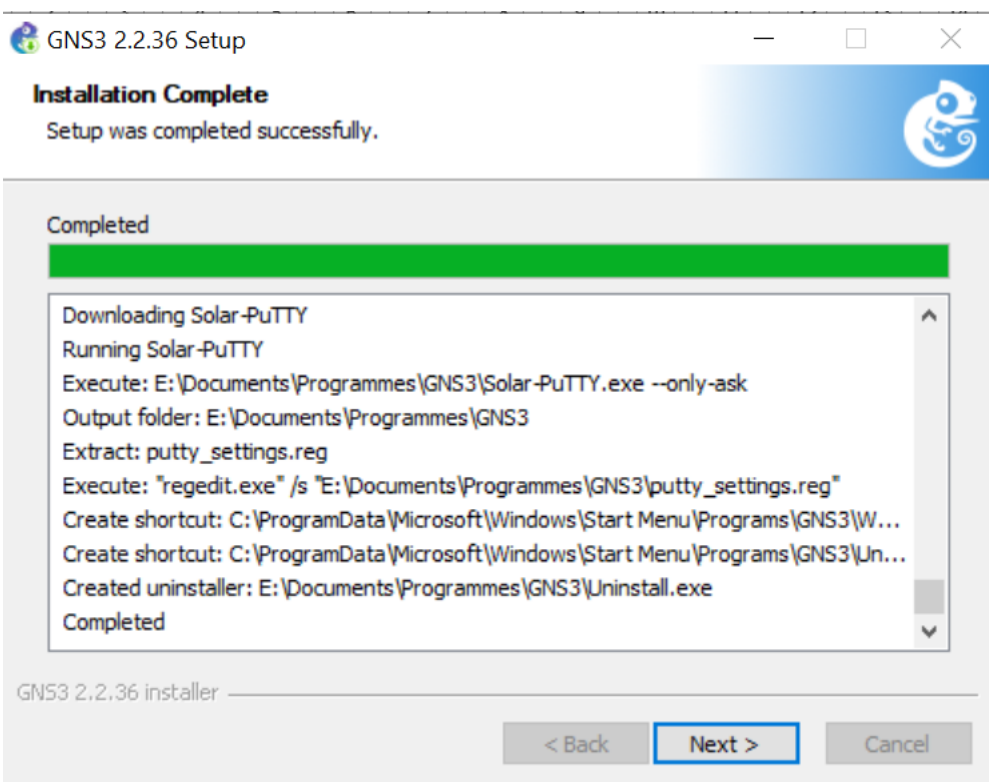 GNS3 2.2.36 Setup
Installation Complete
Setup was completed successfully.
Completed
Downloading Solar-PuTTY
Running Solar-PuTTY
Execute: E:\Documents\Programmes\GNS3\Solar-PuTTY.exe --only-ask
Output folder: E:\Documents\Programmes\GNS3
Extract: putty_settings.reg
Execute: "regedit.exe" /s "E:\Documents\Programmes\GNS3\putty_settings.reg"
Create shortcut: C:\ProgramData\Microsoft\Windows\Start Menu\Programs\GNS3\W...
Create shortcut: C:\ProgramData\Microsoft\Windows\Start Menu\Programs\GNS3\Un...
Created uninstaller: E:\Documents\Programmes\GNS3\Uninstall.exe
Completed
GNS3 2.2.36 installer
< Back Next > Cancel